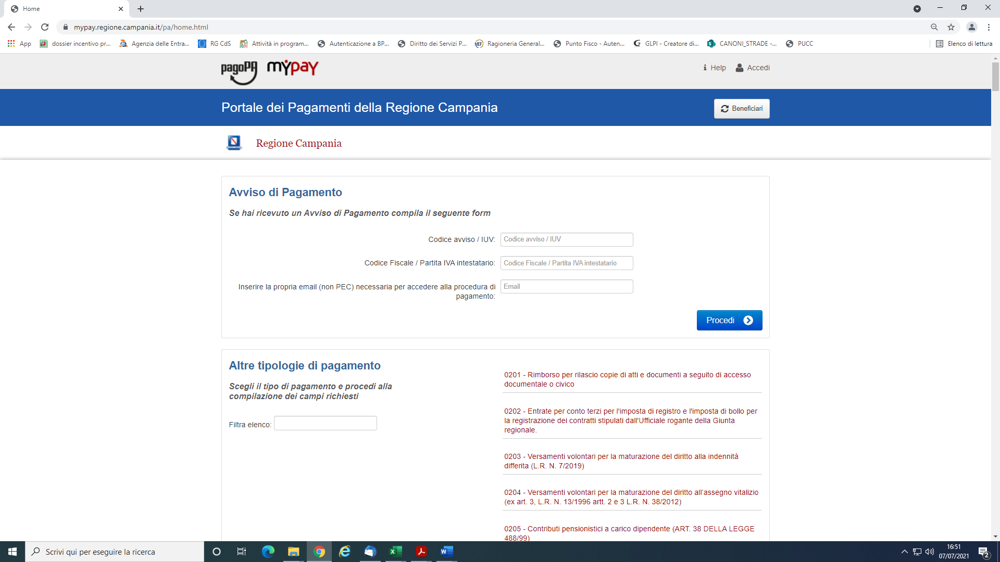 Home
mypay.regione.campania.it/pa/home.html
App
dossier incentivo pr...
Agenzia delle Entra...
RG CdS
Attività in program...
Autenticazione a BP...
Diritto dei Servizi P...
Ragioneria General...
Punto Fisco - Auten...
GLPI - Creatore di...
CANONI_STRADE -...
PUCC
Elenco di lettura
pagoPA
mypay
Help
Accedi
Portale dei Pagamenti della Regione Campania
Beneficiari
Regione Campania
Avviso di Pagamento
Se hai ricevuto un Avviso di Pagamento compila il seguente form
Codice avviso / IUV:
Codice avviso / IUV
Codice Fiscale / Partita IVA intestatario:
Codice Fiscale / Partita IVA intestatario
Inserire la propria email (non PEC) necessaria per accedere alla procedura di
pagamento:
Email
Procedi
Altre tipologie di pagamento
Scegli il tipo di pagamento e procedi alla
compilazione dei campi richiesti
Filtra elenco:
0201 - Rimborso per rilascio copie di atti e documenti a seguito di accesso
documentale o civico
0202 - Entrate per conto terzi per l'imposta di registro e l'imposta di bollo per
la registrazione dei contratti stipulati dall'Ufficiale rogante della Giunta
regionale.
0203 - Versamenti volontari per la maturazione del diritto alla indennità
differita (L.R. N. 7/2019)
0204 - Versamenti volontari per la maturazione del diritto all'assegno vitalizio
(ex art. 3, L.R. N. 13/1996 artt. 2 e 3 L.R. N. 38/2012)
0205 - Contributi pensionistici a carico dipendente (ART. 38 DELLA LEGGE
488/99)
Scrivi qui per eseguire la ricerca
16:51
07/07/2021
2